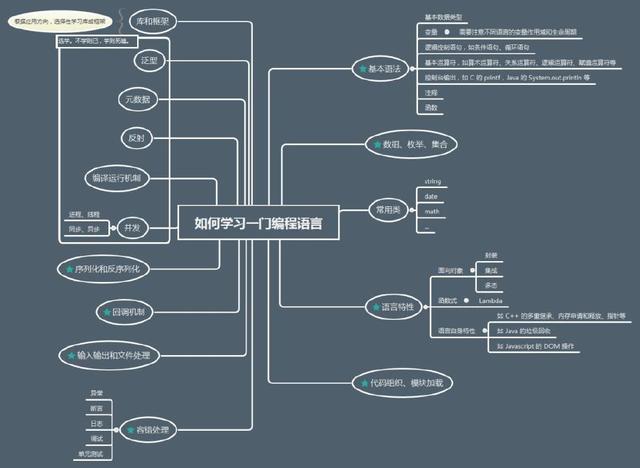 如何学习一门编程语言
基本语法
基本数据类型
变量
需要注意不同语言的变量作用域和生命周期
逻辑控制语句，如条件语句、循环语句
基本运算符，如算术运算符、关系运算符、逻辑运算符、赋值运算符等
控制台输出，如 C 的 printf，Java 的 System.out.println 等
注释
函数
数组、枚举、集合
常用类
string
date
math
...
语言特性
面向对象
封装
集成
多态
函数式
Lambda
语言自身特性
如 C++ 的多重继承、内存申请和释放、指针等
如 Java 的垃圾回收
如 Javascript 的 DOM 操作
代码组织、模块加载
库和框架
根据应用方向，选择性学习库或框架
选学。不学则已，学则死磕。
泛型
元数据
反射
编译运行机制
并发
进程、线程
同步、异步
序列化和反序列化
回调机制
输入输出和文件处理
容错处理
异常
断言
日志
调试
单元测试